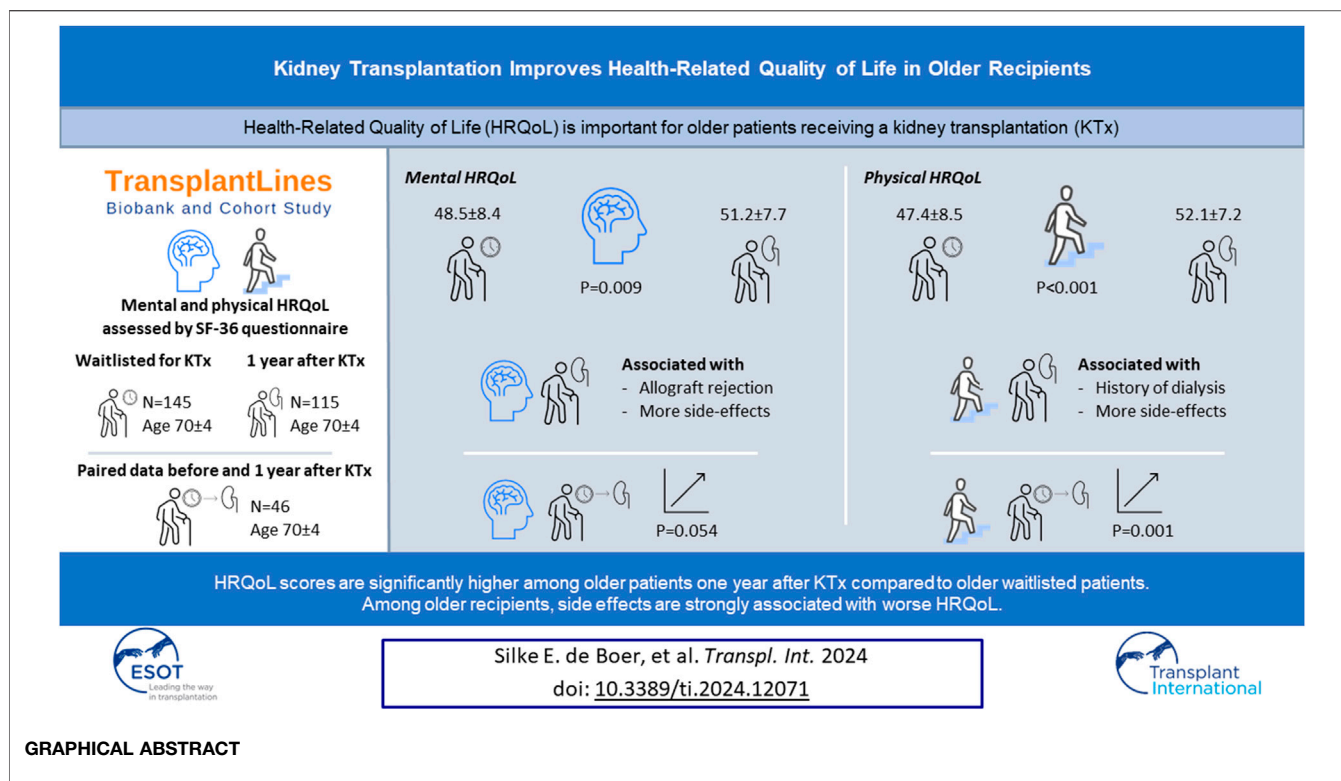 Kidney Transplantation Improves Health-Related Quality of Life in Older Recipients
Health-Related Quality of Life (HRQoL) is important for older patients receiving a kidney transplantation (KTx)
TransplantLines
Biobank and Cohort Study
Mental and physical HRQoL
assessed by SF-36 questionnaire
Waitlisted for KTx
N=145
Age 70±4
1 year after KTx
N=115
Age 70±4
Paired data before and 1 year after KTx
N=46
Age 70±4
Mental HRQoL
48.5±8.4
51.2±7.7
P=0.009
Associated with
- Allograft rejection
- More side-effects
P=0.054
Physical HRQoL
47.4±8.5
52.1±7.2
P<0.001
Associated with
- History of dialysis
- More side-effects
P=0.001
HRQoL scores are significantly higher among older patients one year after KTx compared to older waitlisted patients.
Among older recipients, side effects are strongly associated with worse HRQoL.
ESOT
Leading the way
in transplantation
Silke E. de Boer, et al. Transpl. Int. 2024
doi: 10.3389/ti.2024.12071
Transplant
International
GRAPHICAL ABSTRACT